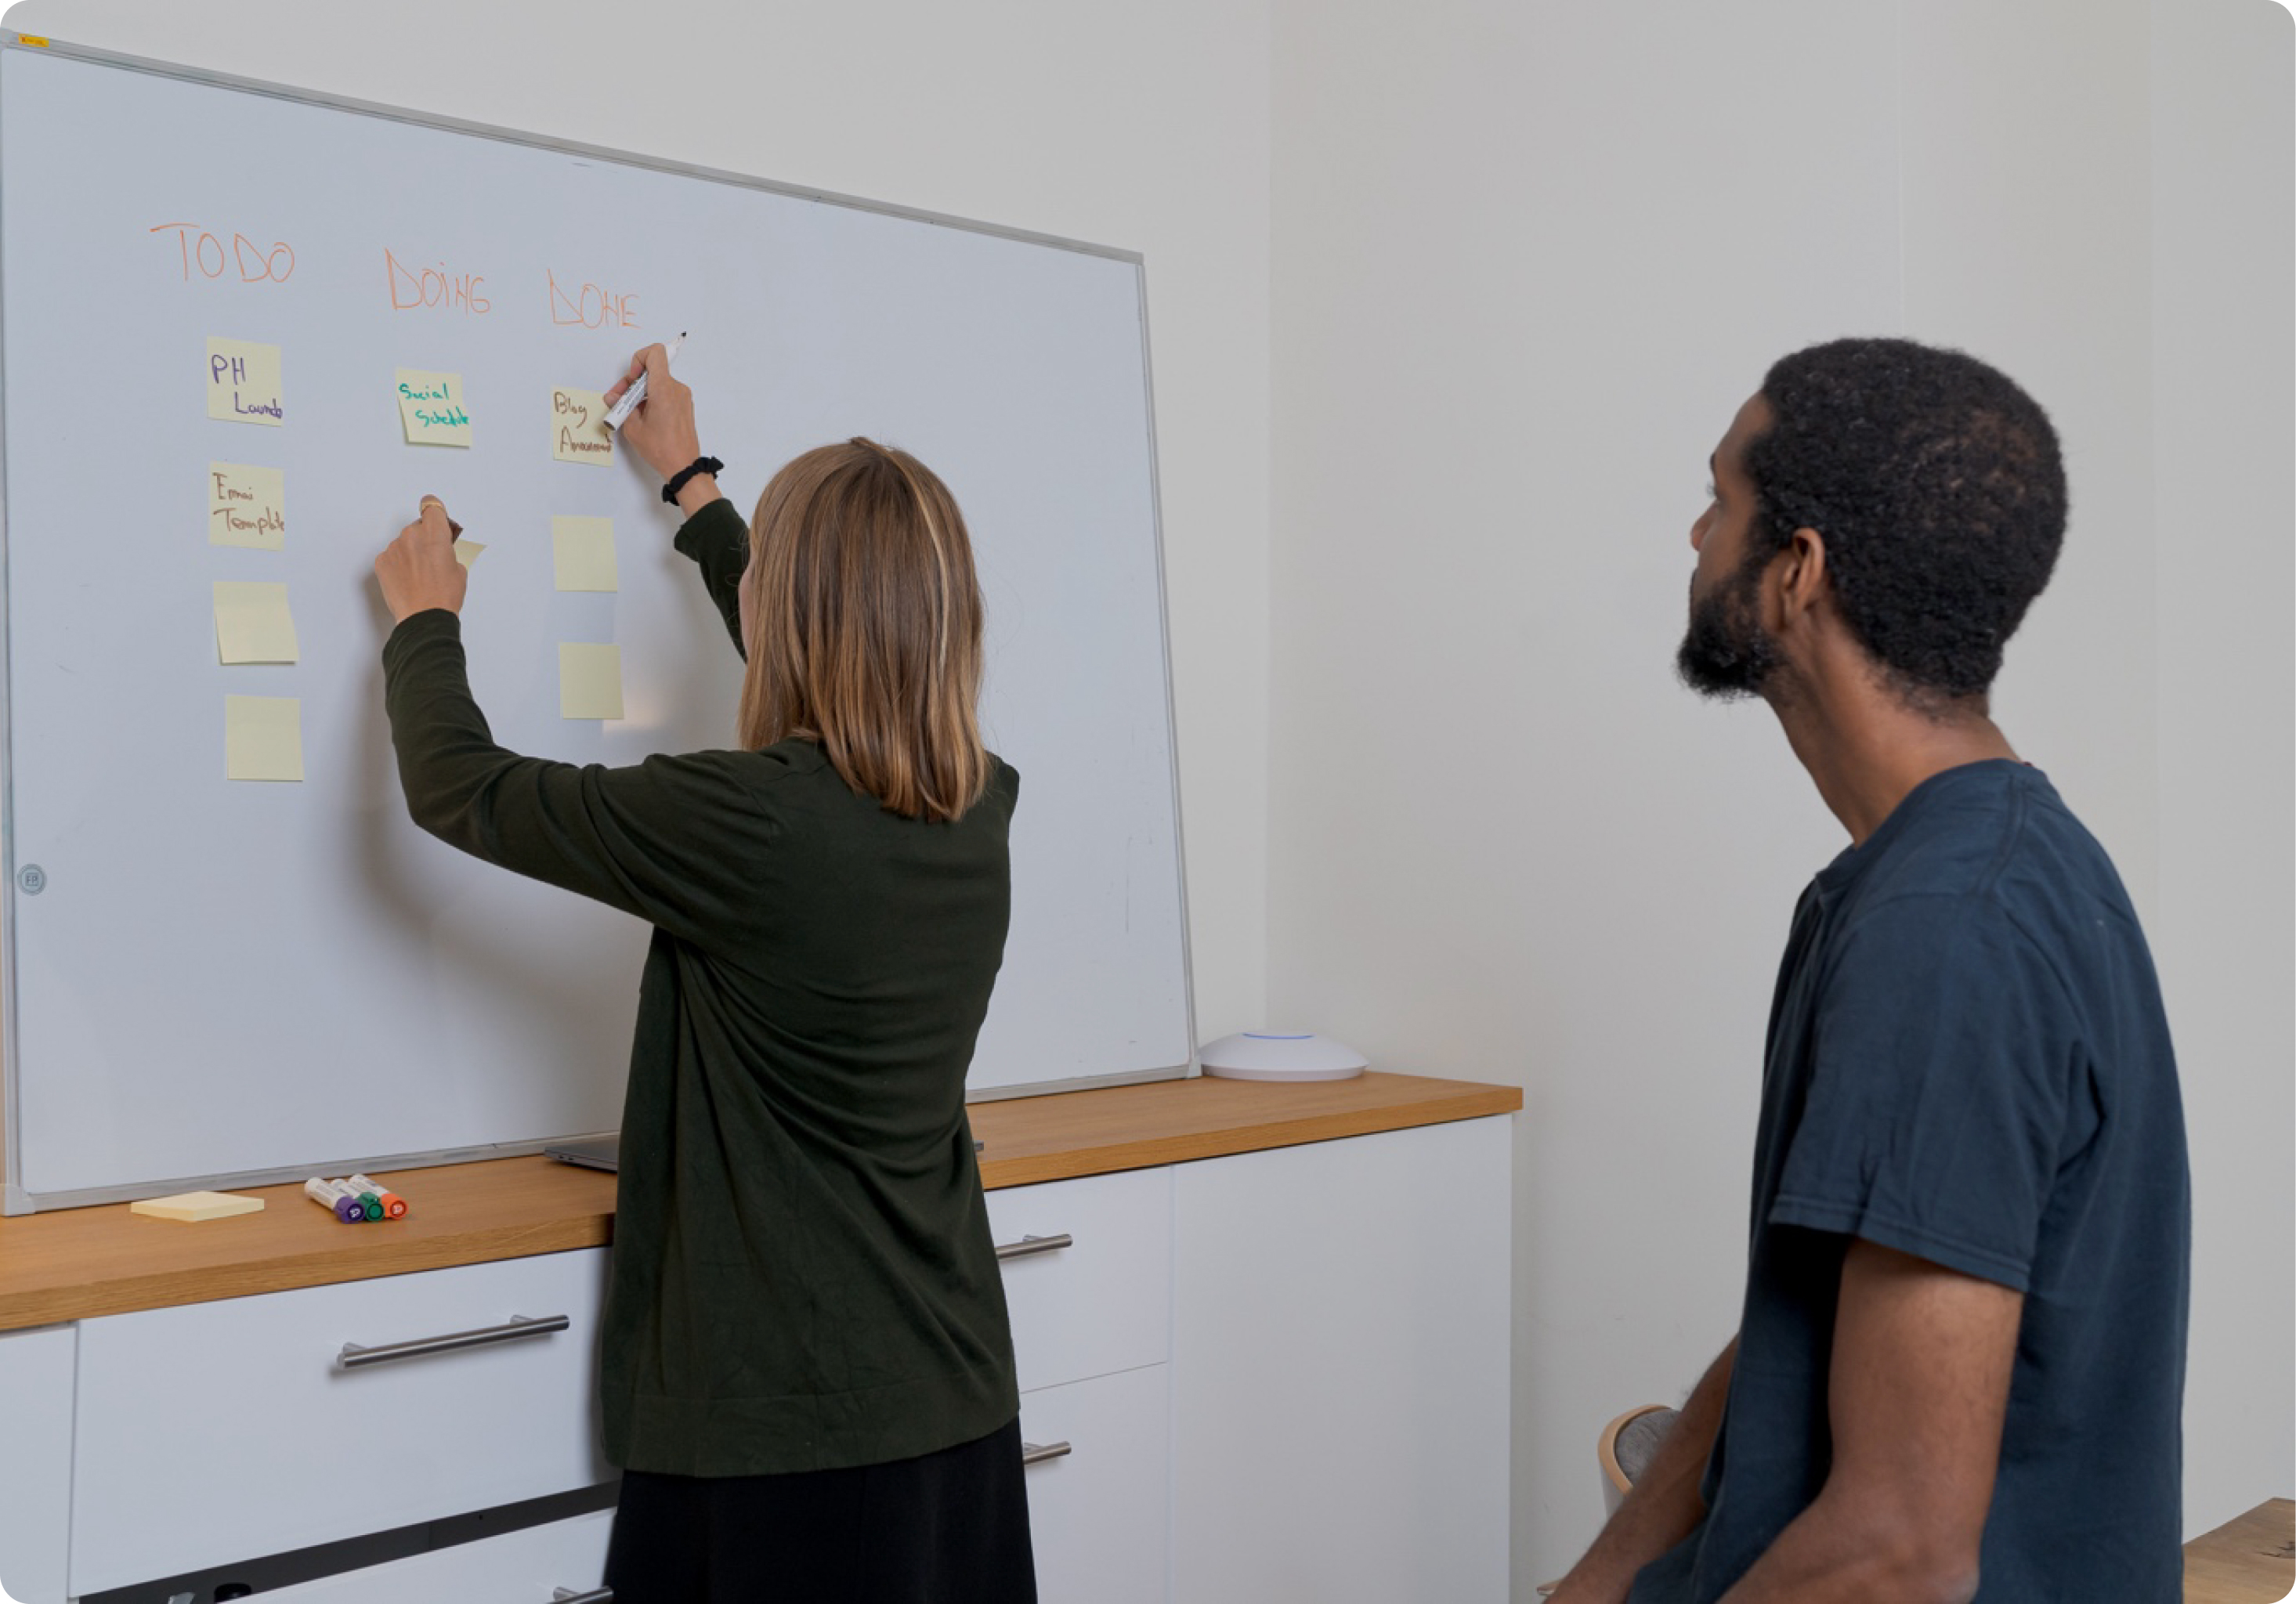 TODO
DOING
DONE
PH
Launch
Social
Schedule
Blog
Email
Template